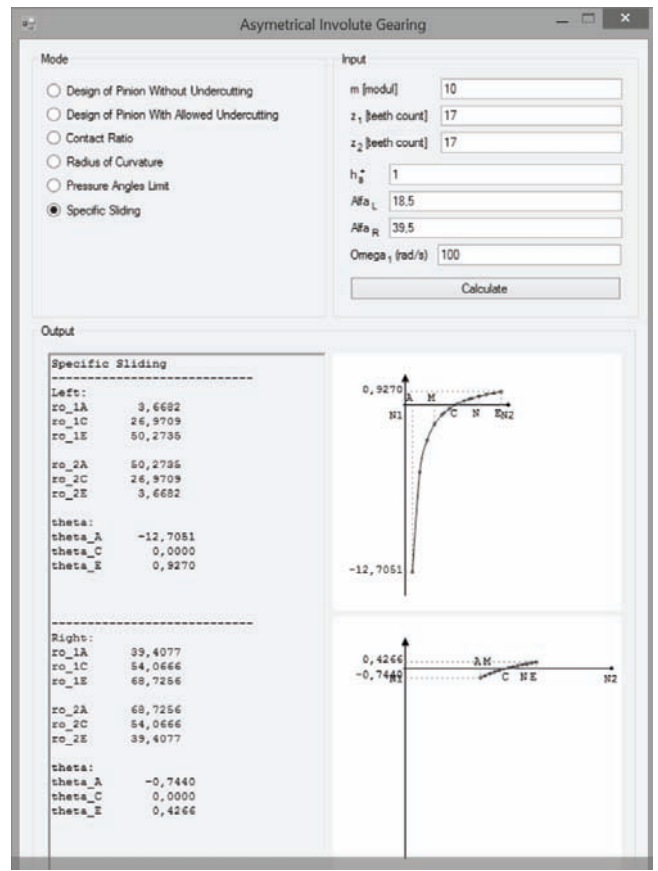 Asymetrical Involute Gearing
Mode
Design of Pinion Without Undercutting
Design of Pinion With Allowed Undercutting
Contact Ratio
Radius of Curvature
Pressure Angles Limit
Specific Sliding
Input
m [modul] 10
z1 [teeth count] 17
z2 [teeth count] 17
h*a 1
Alfa L 18,5
Alfa R 39,5
Omega 1 (rad/s) 100
Calculate
Output
Specific Sliding
-----------------------------
Left:
ro_1A 3,6682
ro_1C 26,9709
ro_1E 50,2735
ro_2A 50,2735
ro_2C 26,9709
ro_2E 3,6682
theta:
theta_A -12,7051
theta_C 0,0000
theta_E 0,9270
-----------------------------
Right:
ro_1A 39,4077
ro_1C 54,0666
ro_1E 68,7256
ro_2A 68,7256
ro_2C 54,0666
ro_2E 39,4077
theta:
theta_A -0,7440
theta_C 0,0000
theta_E 0,4266
0,9270
A M
N1 C N E N2
-12,7051
0,4266 A M
-0,7440 N1 C N E N2